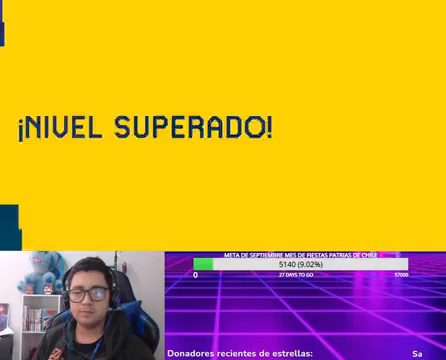 ¡NIVEL SUPERADO!
META DE SEPTIEMBRE MES DE FIESTAS PATRIAS DE CHILE
5140 (9.02%)
0 27 DAYS TO GO 57000
Donadores recientes de estrellas: Sa